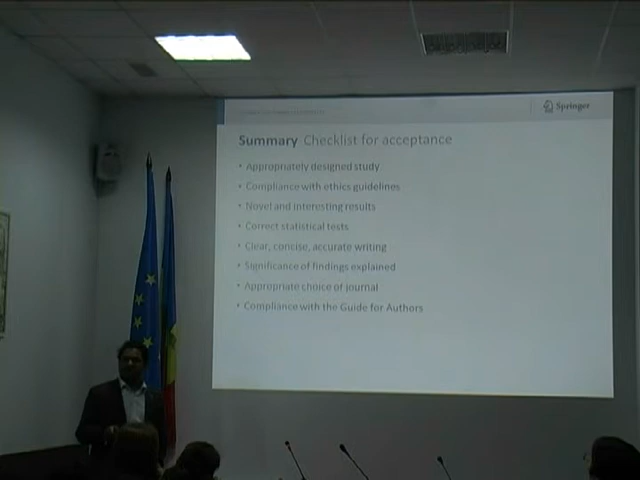 Springer
Summary Checklist for acceptance
• Appropriately designed study
• Compliance with ethics guidelines
• Novel and interesting results
• Correct statistical tests
• Clear, concise, accurate writing
• Significance of findings explained
• Appropriate choice of journal
• Compliance with the Guide for Authors